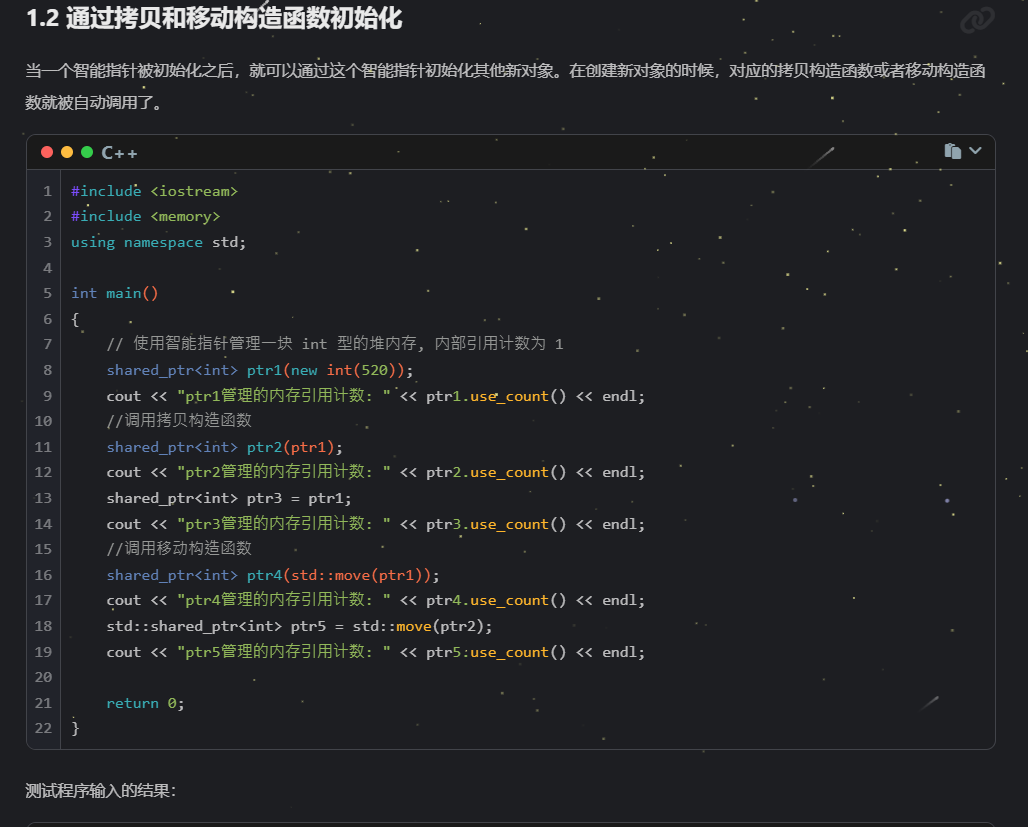 1.2 通过拷贝和移动构造函数初始化
当一个智能指针被初始化之后，就可以通过这个智能指针初始化其他新对象。在创建新对象的时候，对应的拷贝构造函数或者移动构造函
数就被自动调用了。
C++
1 #include <iostream>
2 #include <memory>
3 using namespace std;
4
5 int main()
6 {
7     // 使用智能指针管理一块 int 型的堆内存, 内部引用计数为 1
8     shared_ptr<int> ptr1(new int(520));
9     cout << "ptr1管理的内存引用计数: " << ptr1.use_count() << endl;
10     //调用拷贝构造函数
11     shared_ptr<int> ptr2(ptr1);
12     cout << "ptr2管理的内存引用计数: " << ptr2.use_count() << endl;
13     shared_ptr<int> ptr3 = ptr1;
14     cout << "ptr3管理的内存引用计数: " << ptr3.use_count() << endl;
15     //调用移动构造函数
16     shared_ptr<int> ptr4(std::move(ptr1));
17     cout << "ptr4管理的内存引用计数: " << ptr4.use_count() << endl;
18     std::shared_ptr<int> ptr5 = std::move(ptr2);
19     cout << "ptr5管理的内存引用计数: " << ptr5.use_count() << endl;
20
21     return 0;
22 }
测试程序输入的结果：